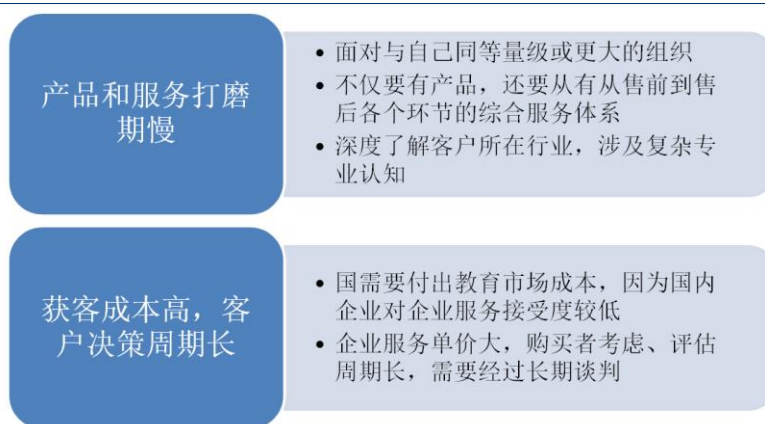 产品和服务打磨
期慢
• 面对与自己同等量级或更大的组织
• 不仅要有产品，还要从有从售前到售
后各个环节的综合服务体系
• 深度了解客户所在行业，涉及复杂专
业认知
获客成本高，客
户决策周期长
• 国需要付出教育市场成本，因为国内
企业对企业服务接受度较低
• 企业服务单价大，购买者考虑、评估
周期长，需要经过长期谈判